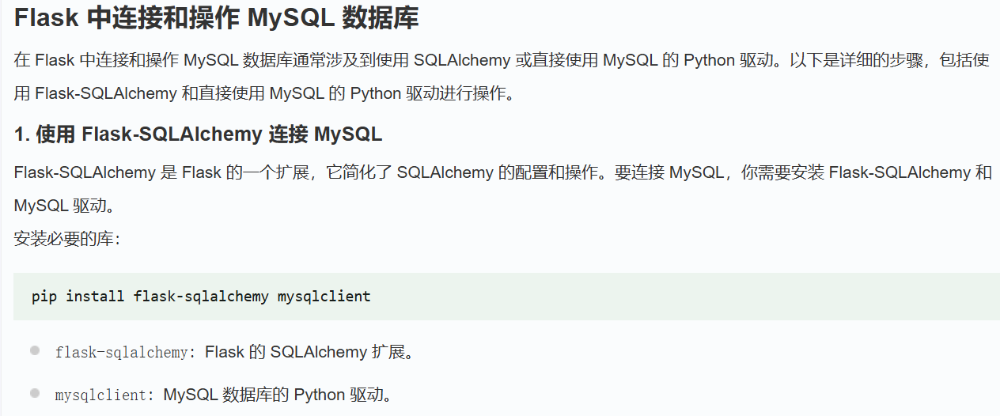 Flask 中连接和操作 MySQL 数据库
在 Flask 中连接和操作 MySQL 数据库通常涉及到使用 SQLAlchemy 或直接使用 MySQL 的 Python 驱动。以下是详细的步骤，包括使
用 Flask-SQLAlchemy 和直接使用 MySQL 的 Python 驱动进行操作。
1. 使用 Flask-SQLAlchemy 连接 MySQL
Flask-SQLAlchemy 是 Flask 的一个扩展，它简化了 SQLAlchemy 的配置和操作。要连接 MySQL，你需要安装 Flask-SQLAlchemy 和
MySQL 驱动。
安装必要的库：
pip install flask-sqlalchemy mysqlclient
flask-sqlalchemy：Flask 的 SQLAlchemy 扩展。
mysqlclient：MySQL 数据库的 Python 驱动。